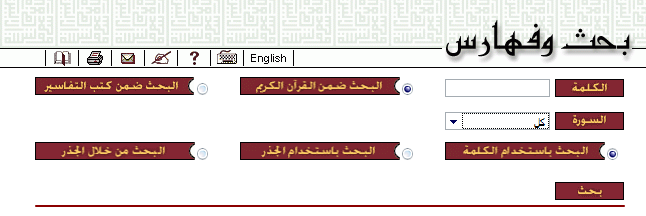 بحث وفهارس
English
الكلمة
البحث ضمن القرآن الكريم
البحث ضمن كتب التفاسير
السورة
كل
البحث باستخدام الكلمة
البحث باستخدام الجذر
البحث من خلال الجذر
بحث